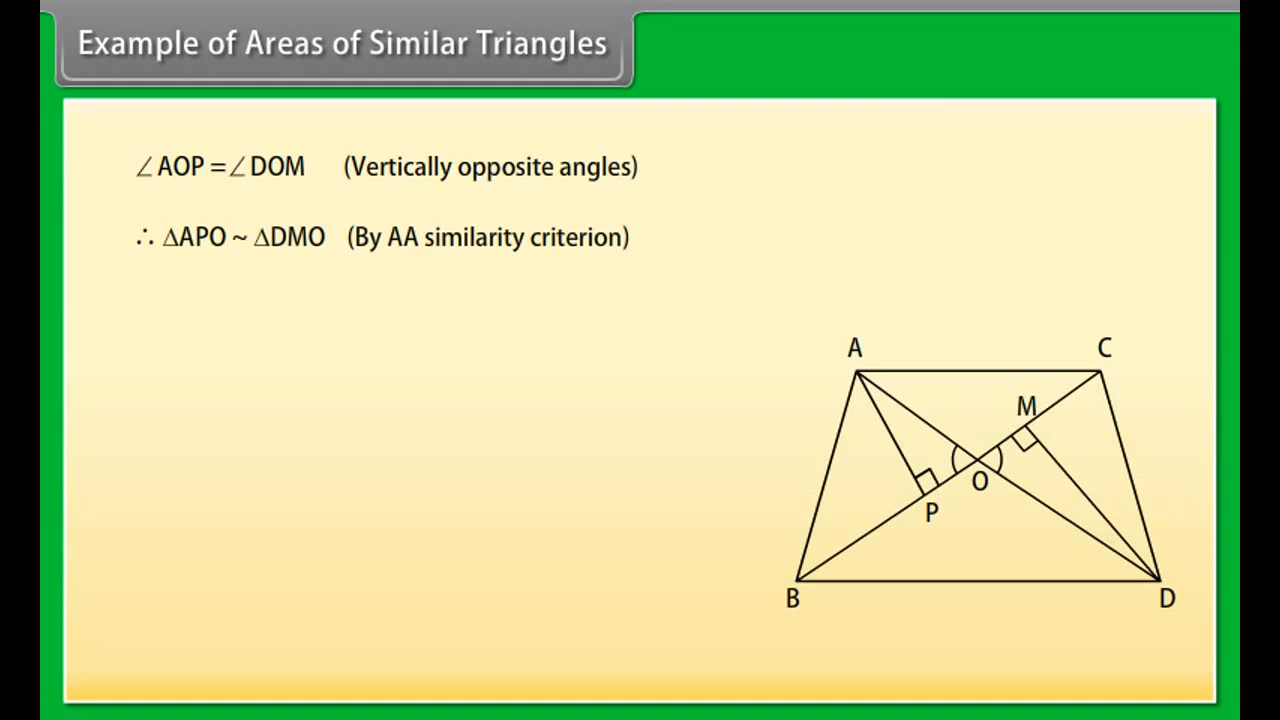 Example of Areas of Similar Triangles
∠AOP =∠DOM (Vertically opposite angles)
∴ ∆APO ~ ∆DMO (By AA similarity criterion)
A C
M
O
P
B D